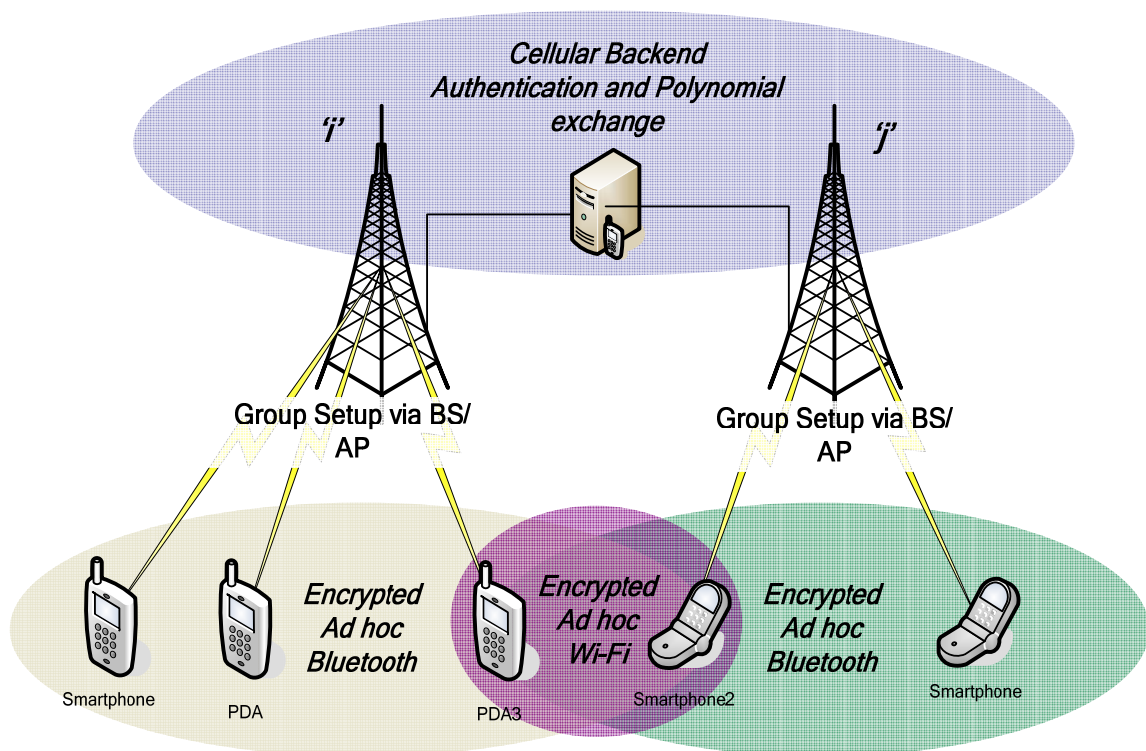 Cellular Backend
Authentication and Polynomial
exchange
‘i’
‘j’
Group Setup via BS/
AP
Group Setup via BS/
AP
Encrypted
Ad hoc
Bluetooth
Encrypted
Ad hoc
Wi-Fi
Encrypted
Ad hoc
Bluetooth
Smartphone
PDA
PDA3
Smartphone2
Smartphone